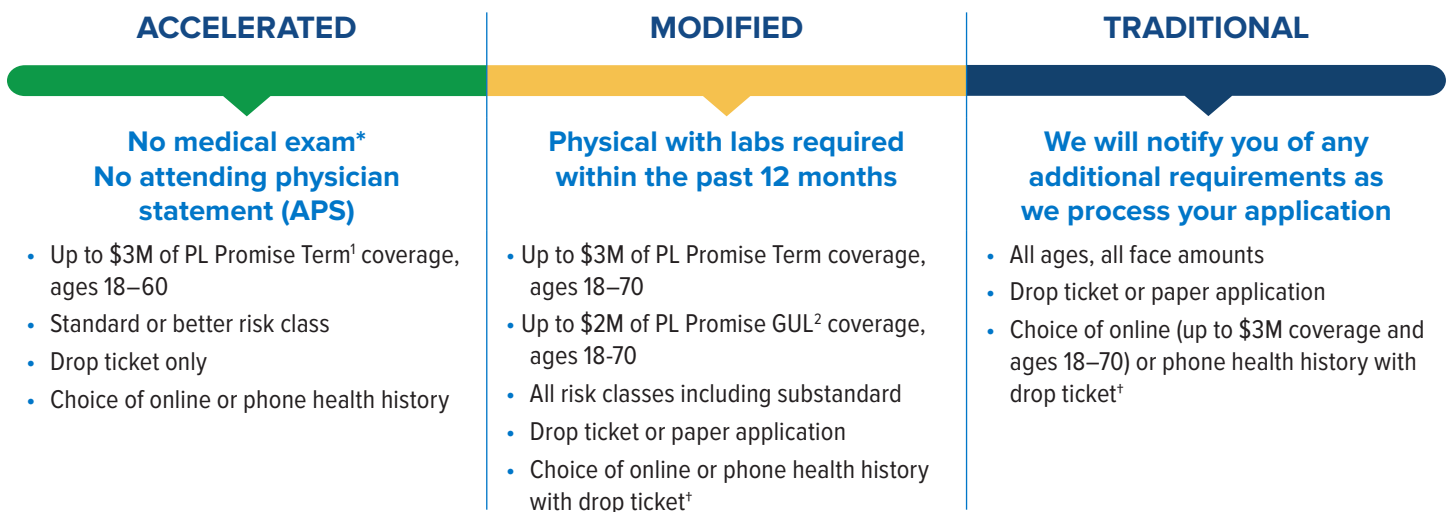 ACCELERATED
No medical exam*
No attending physician
statement (APS)
• Up to $3M of PL Promise Term¹ coverage,
ages 18–60
• Standard or better risk class
• Drop ticket only
• Choice of online or phone health history
MODIFIED
Physical with labs required
within the past 12 months
• Up to $3M of PL Promise Term coverage,
ages 18–70
• Up to $2M of PL Promise GUL² coverage,
ages 18-70
• All risk classes including substandard
• Drop ticket or paper application
• Choice of online or phone health history
with drop ticket†
TRADITIONAL
We will notify you of any
additional requirements as
we process your application
• All ages, all face amounts
• Drop ticket or paper application
• Choice of online (up to $3M coverage and
ages 18–70) or phone health history with
drop ticket†